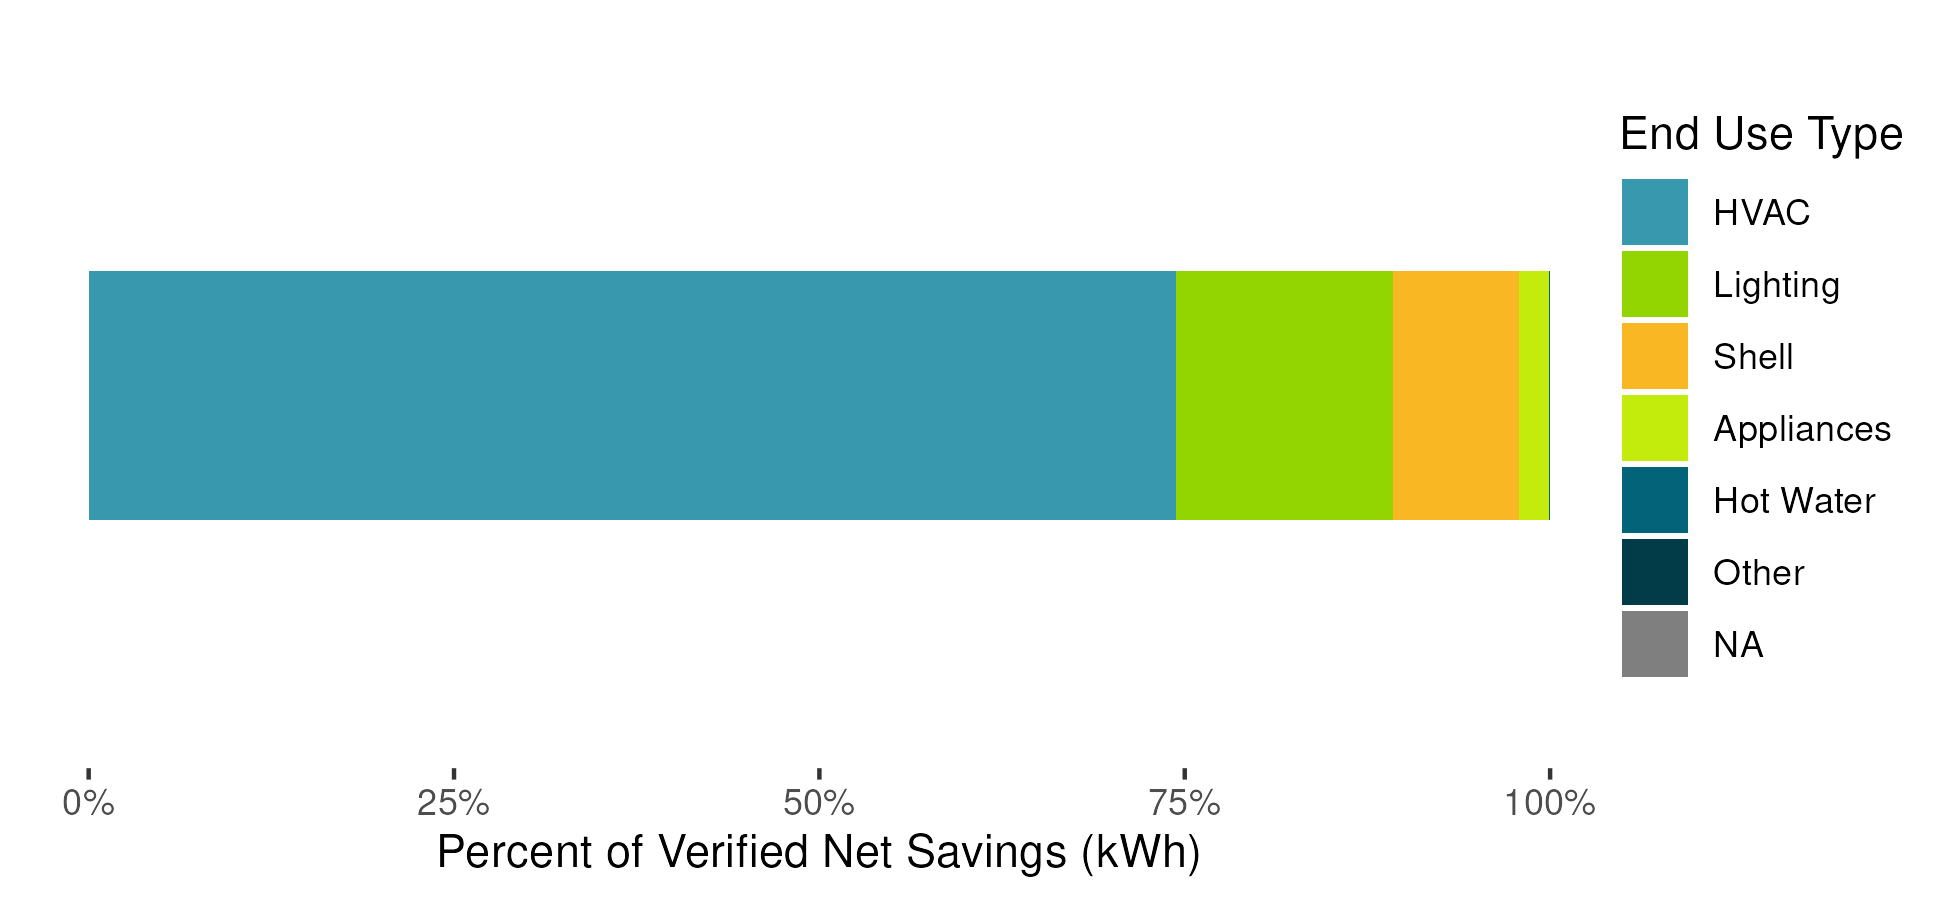 End Use Type
HVAC
Lighting
Shell
Appliances
Hot Water
Other
NA
0% 25% 50% 75% 100%
Percent of Verified Net Savings (kWh)